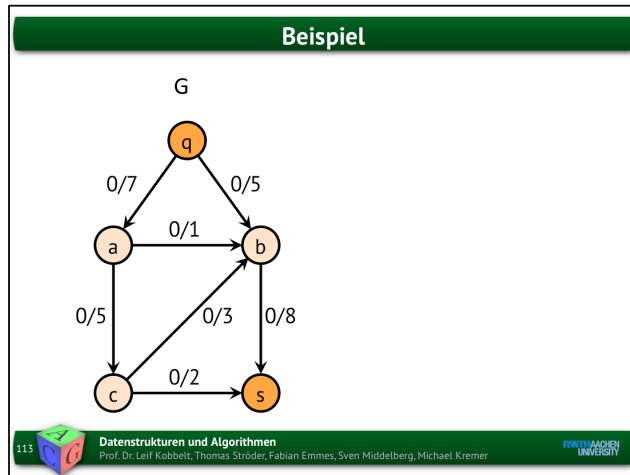 Beispiel
G
q
0/7 0/5
a 0/1 b
0/5 0/3 0/8
c 0/2 s
113 A C G Datenstrukturen und Algorithmen
Prof. Dr. Leif Kobbelt, Thomas Ströder, Fabian Emmes, Sven Middelberg, Michael Kremer
RWTHAACHEN
UNIVERSITY